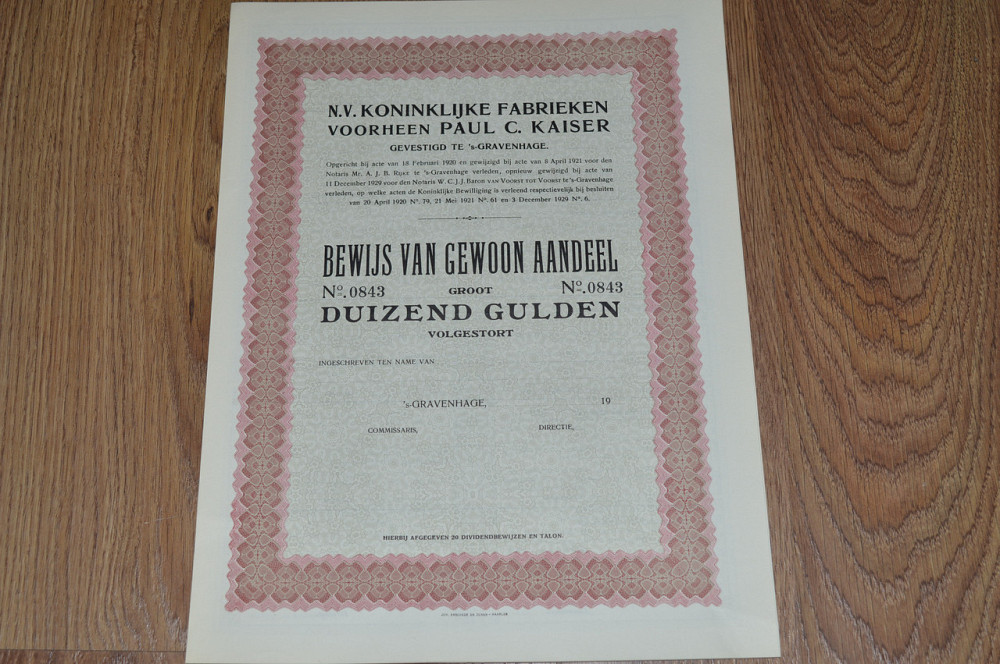 N.V. KONINKLIJKE FABRIEKEN
VOORHEEN PAUL C. KAISER
GEVESTIGD TE 's-GRAVENHAGE.
Opgericht bij acte van 18 Februari 1920 en gewijzigd bij acte van 8 April 1921 voor den
Notaris Mr. A. J. B. te 's-Gravenhage verleden, opnieuw gewijzigd bij acte van
11 December 1929 voor den Notaris W. C. J. J. Baron van Voorst tot Voorst te 's-Gravenhage
verleden, op welke acten de Koninklijke Bewilliging is verleend respectievelijk bij besluiten
van 20 April 1920 No. 79, 21 Mei 1921 No. 61 en 3 December 1929 No. 6.
BEWIJS VAN GEWOON AANDEEL
No. 0843 GROOT No. 0843
DUIZEND GULDEN
VOLGESTORT
INGESCHREVEN TEN NAME VAN
's-GRAVENHAGE, 19
COMMISSARIS, DIRECTIE,
HIERBIJ AFGEGEVEN 20 DIVIDENDBEWIJZEN EN TALON.